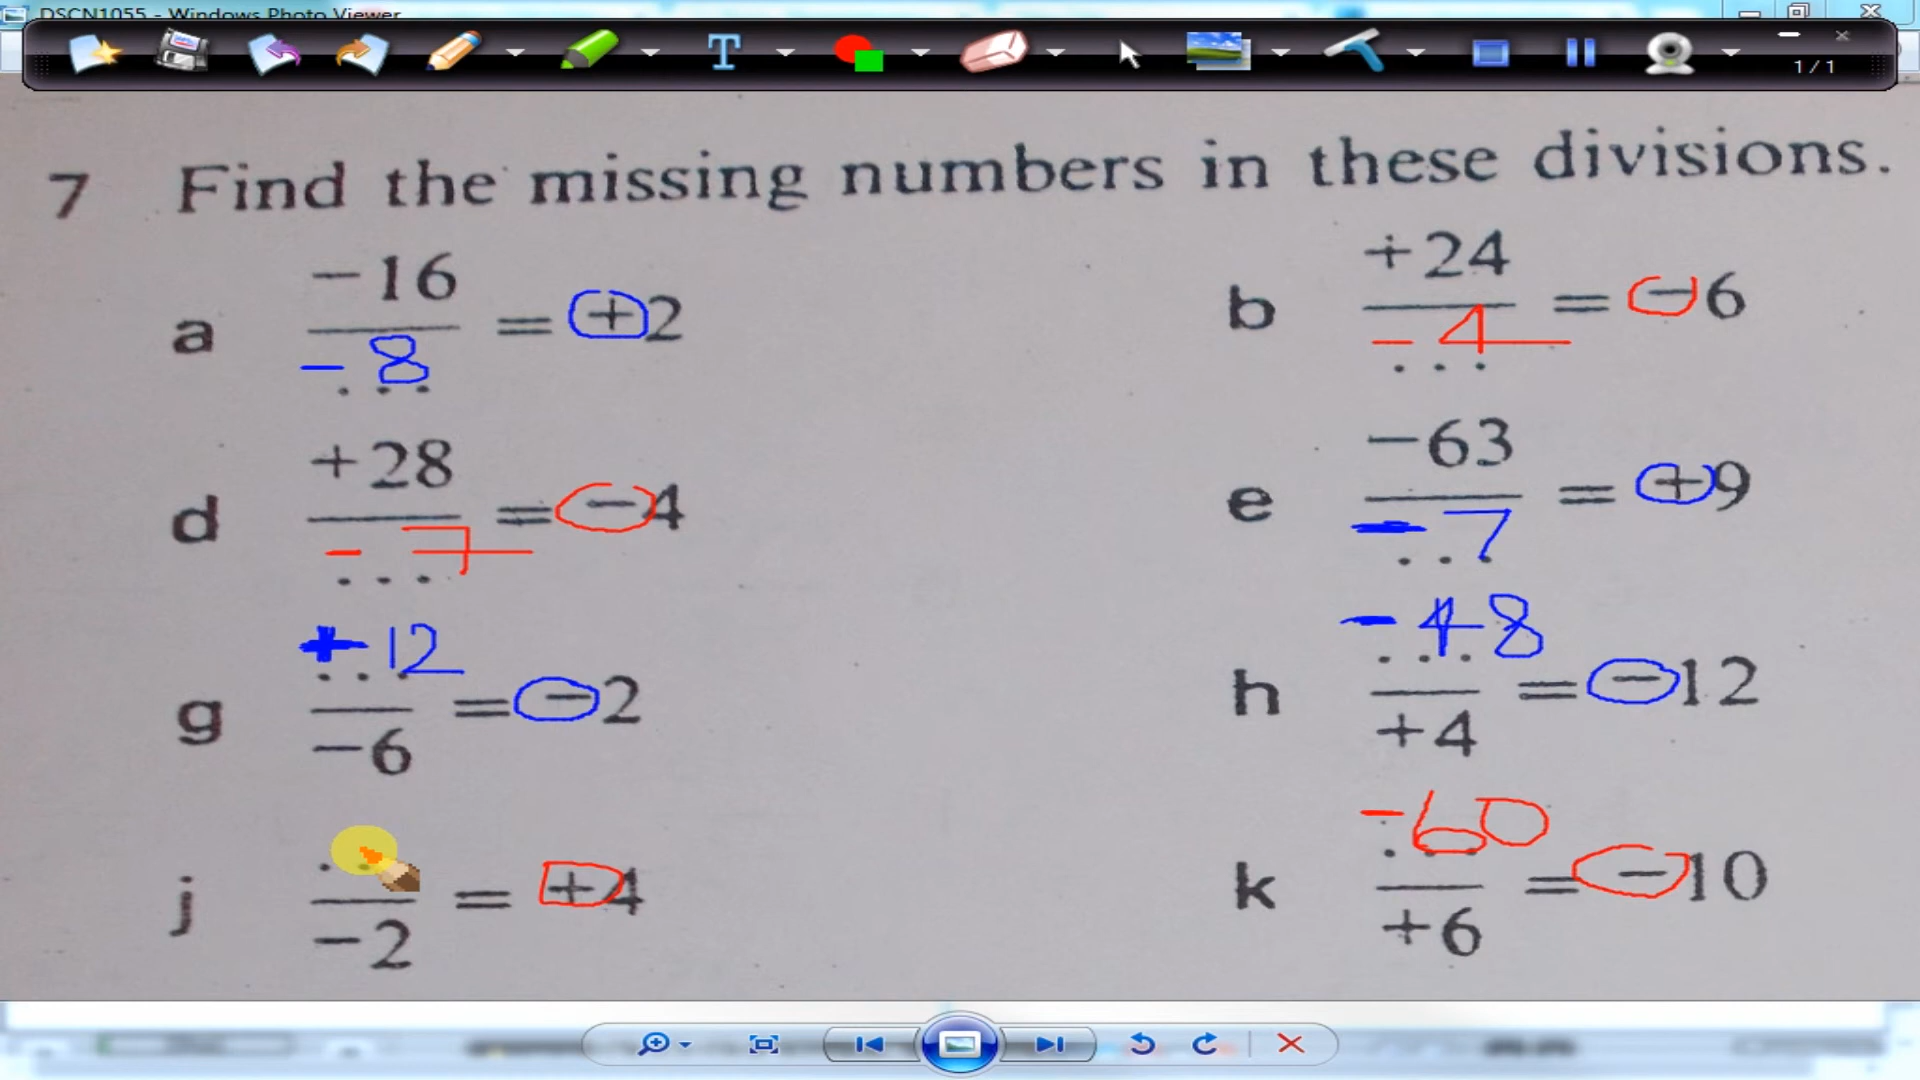 DSCN1055 - Windows Photo Viewer
T
1 / 1
7 Find the missing numbers in these divisions.
a −16 / −8 ... = +2
b +24 / −4 ... = −6
d +28 / −7 ... = −4
e −63 / −7 ... = +9
g +12 ... / −6 = −2
h −48 ... / +4 = −12
j ... / −2 = +4
k −60 ... / +6 = −10